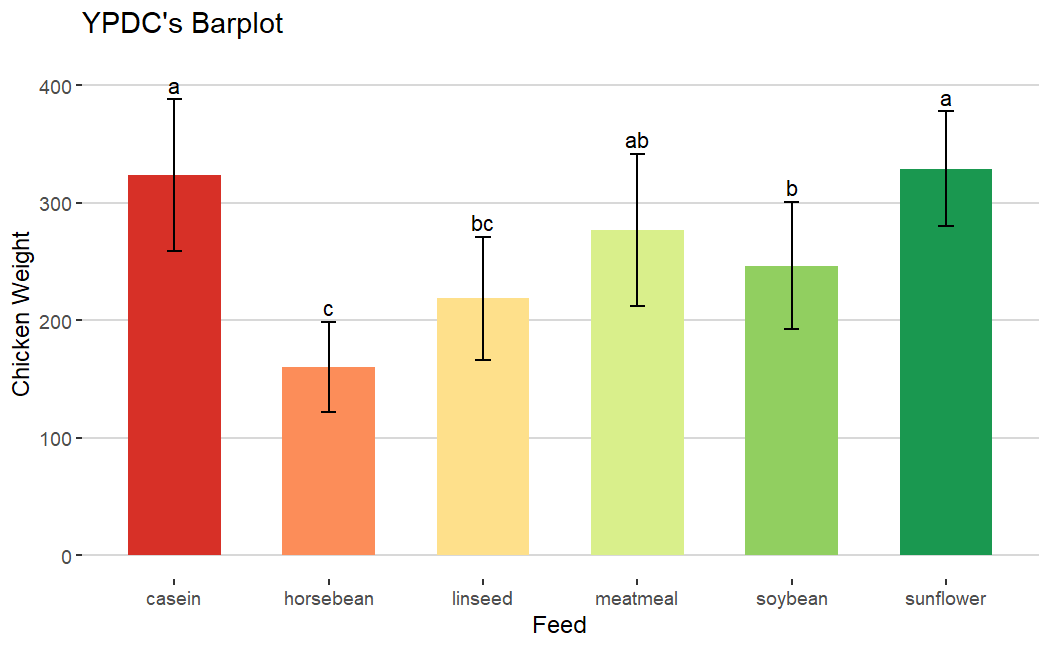 YPDC's Barplot
400
300
200
100
0
Chicken Weight
a
c
bc
ab
b
a
casein
horsebean
linseed
meatmeal
soybean
sunflower
Feed